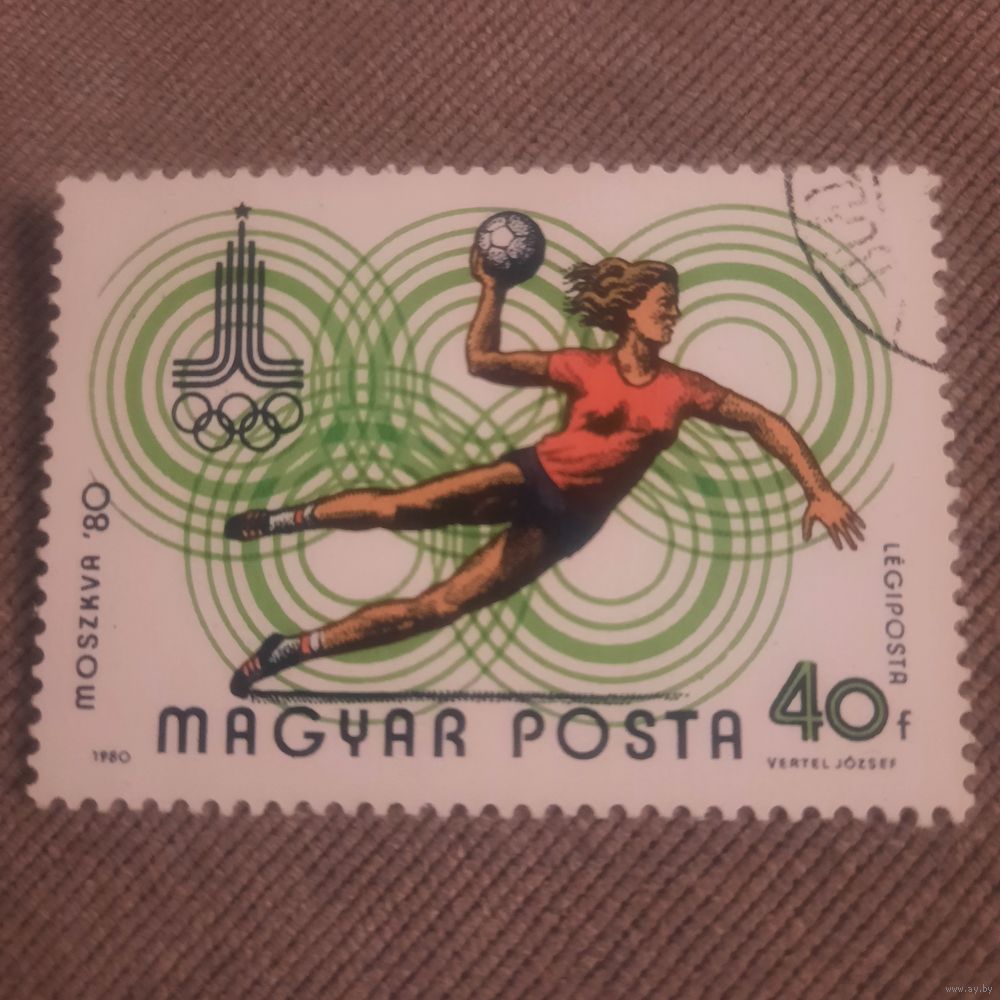 MOSZKVA '80
LÉGIPOSTA
MAGYAR POSTA
40 f
1980
VERTEL JÓZSEF
www.ay.by